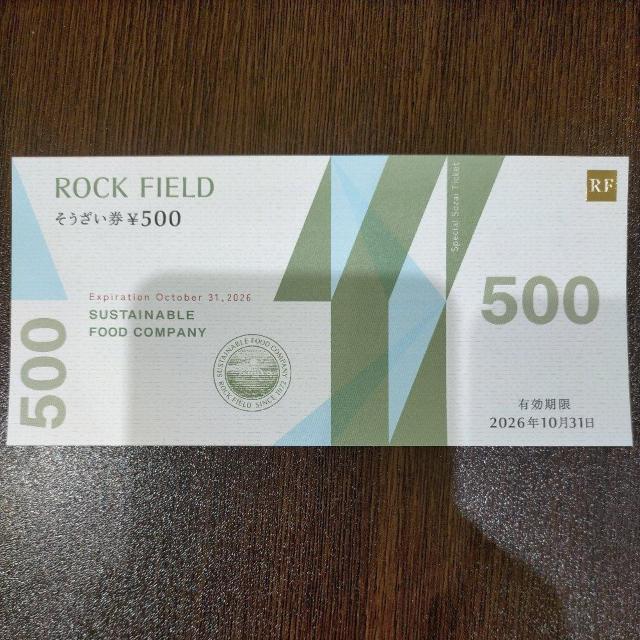 ROCK FIELD
そうざい券 ¥500
Expiration October 31, 2026
SUSTAINABLE
FOOD COMPANY
500
SUSTAINABLE FOOD COMPANY
ROCK FIELD SINCE 1972
Special Sozai Ticket
RF
500
有効期限
2026年10月31日